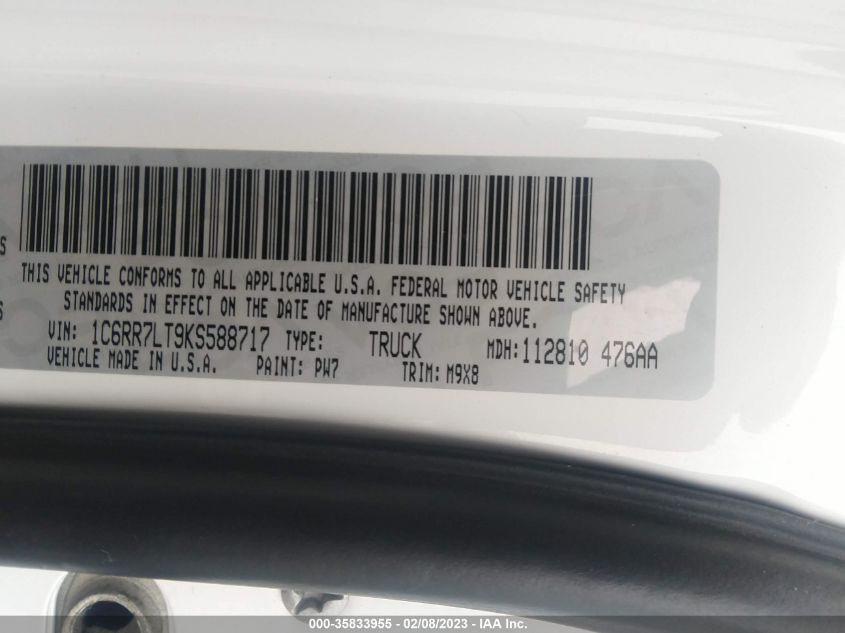 S
THIS VEHICLE CONFORMS TO ALL APPLICABLE U.S.A. FEDERAL MOTOR VEHICLE SAFETY
STANDARDS IN EFFECT ON THE DATE OF MANUFACTURE SHOWN ABOVE.
S
VIN: 1C6RR7LT9KS588717 TYPE: TRUCK MDH:112810 476AA
VEHICLE MADE IN U.S.A. PAINT: PW7 TRIM: M9X8
000-35833955 - 02/08/2023 - IAA Inc.